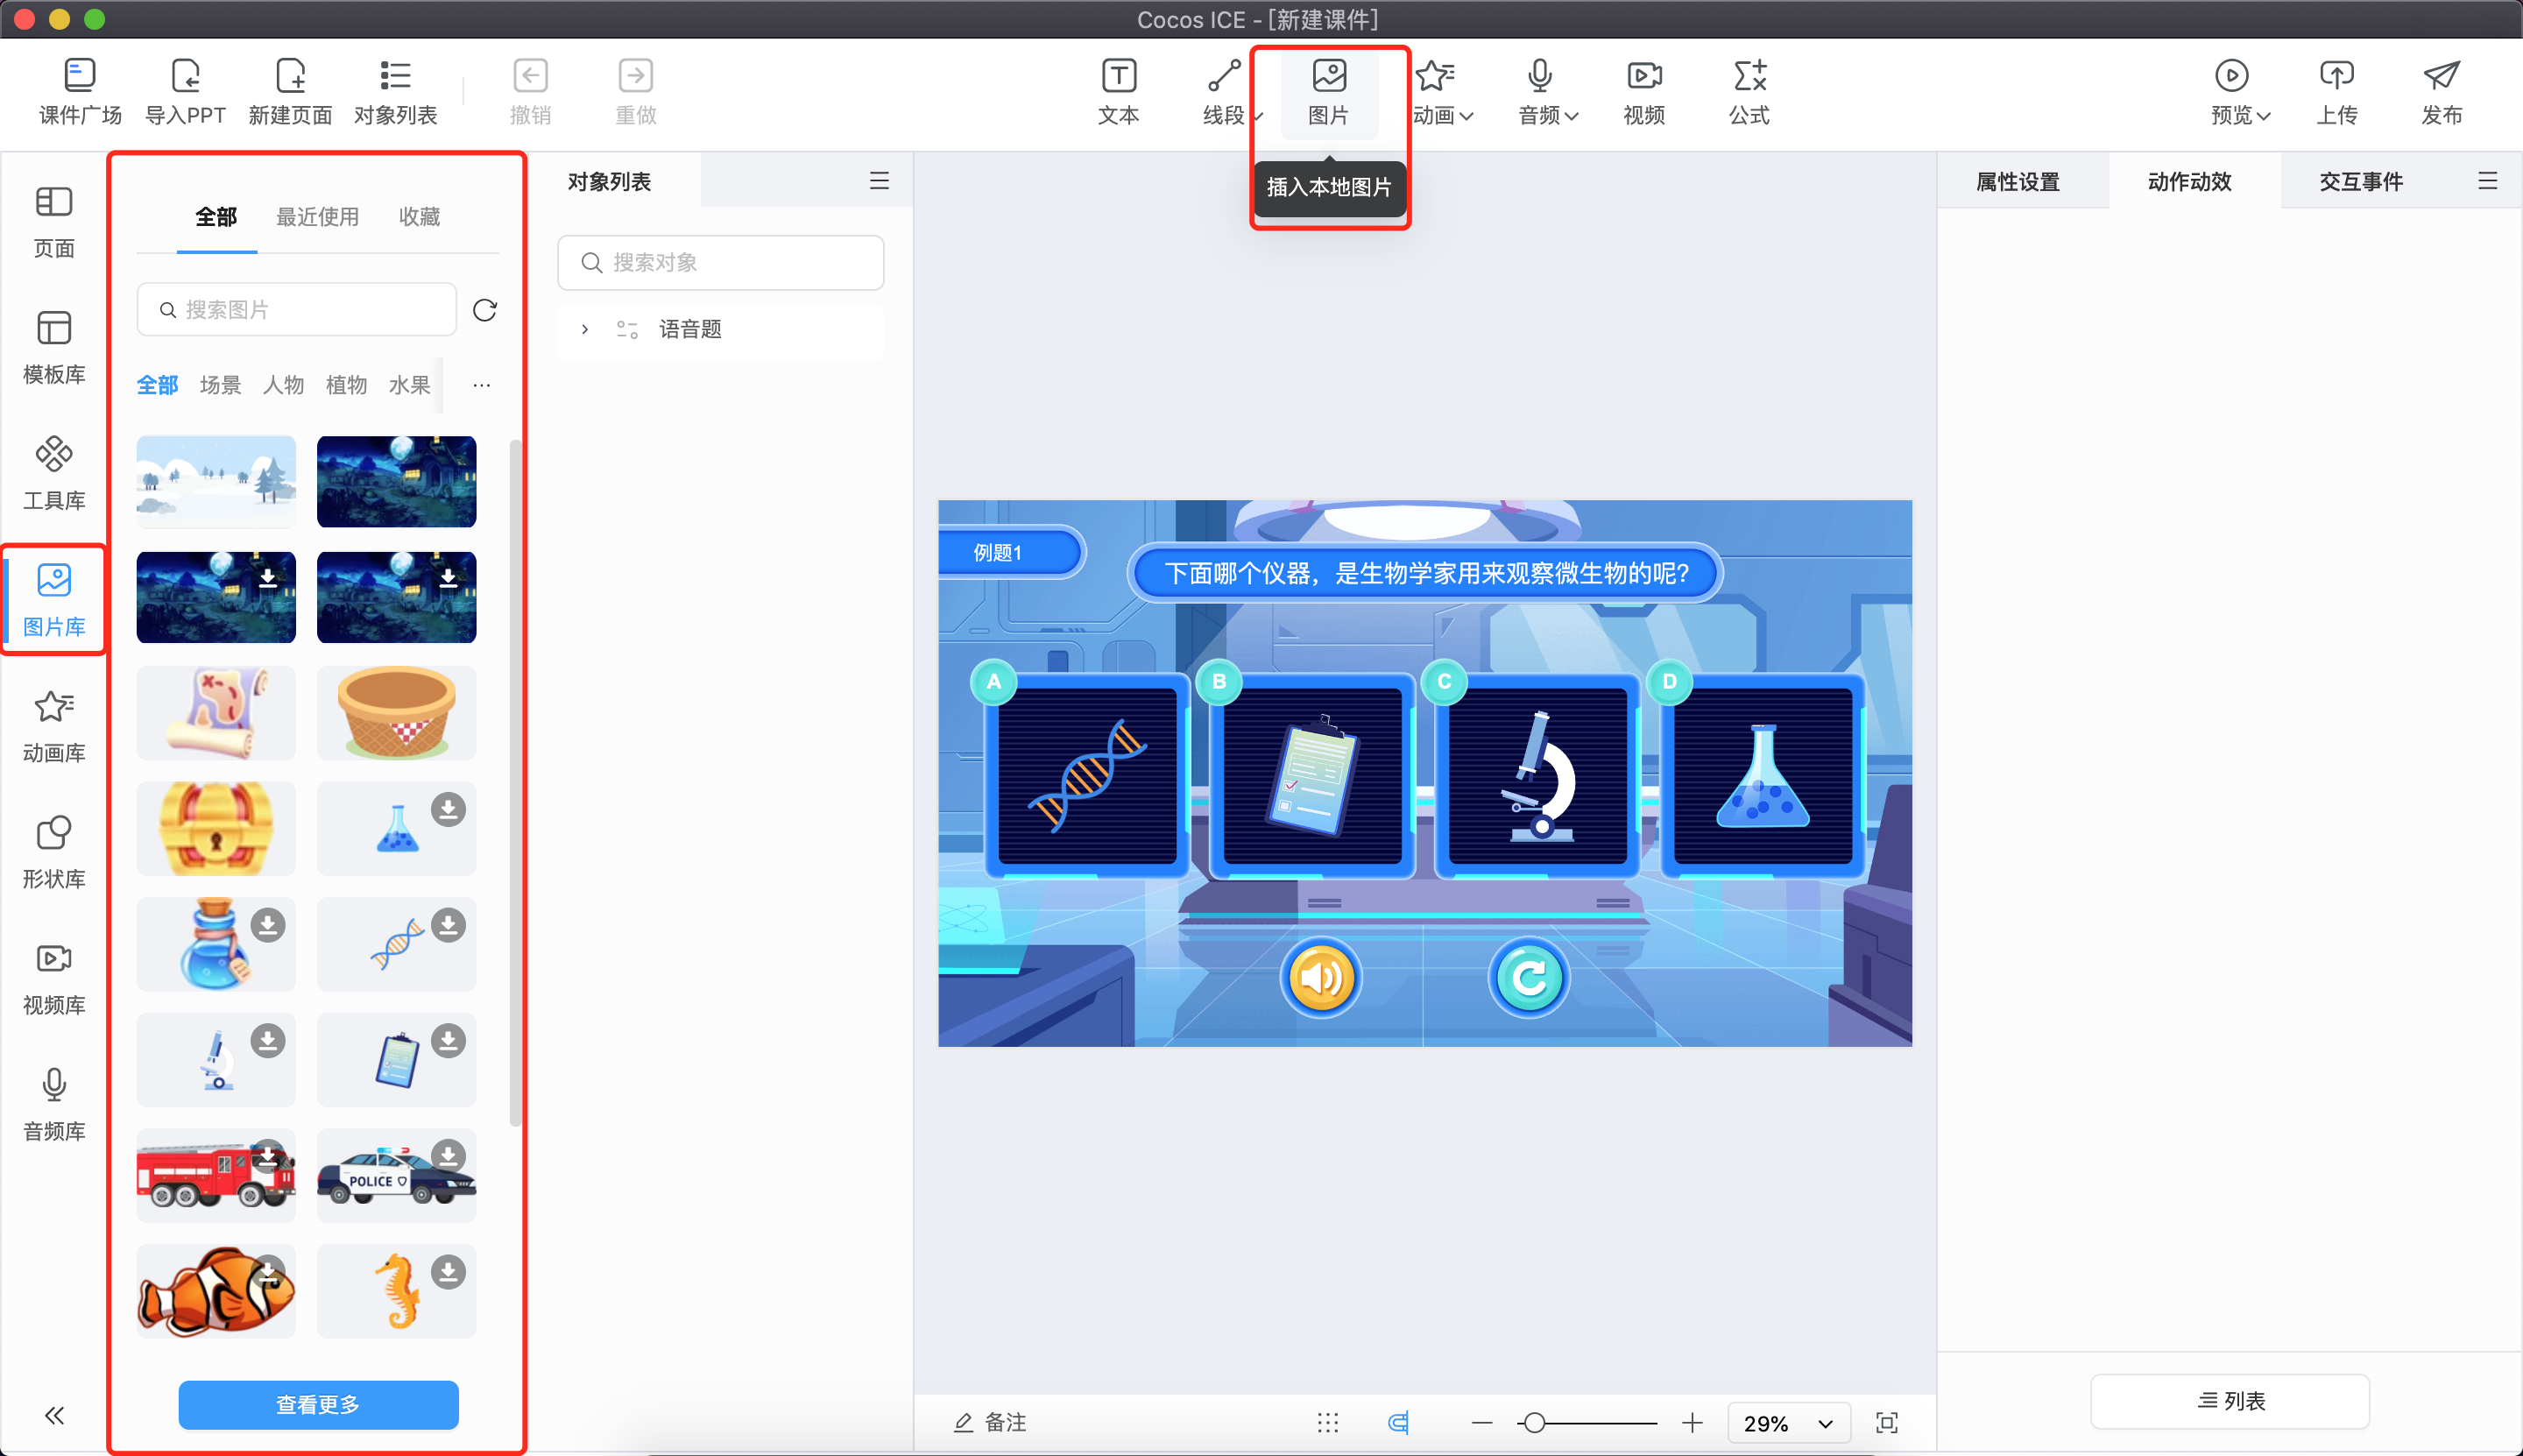 Cocos ICE - [新建课件]
课件广场 导入PPT 新建页面 对象列表 撤销 重做 文本 线段 图片 动画 音频 视频 公式 预览 上传 发布
插入本地图片
页面
模板库
工具库
图片库
动画库
形状库
视频库
音频库
全部 最近使用 收藏
搜索图片
全部 场景 人物 植物 水果 ...
POLICE
查看更多
对象列表
搜索对象
语音题
例题1
下面哪个仪器，是生物学家用来观察微生物的呢？
A B C D
备注
29%
属性设置 动作动效 交互事件
列表